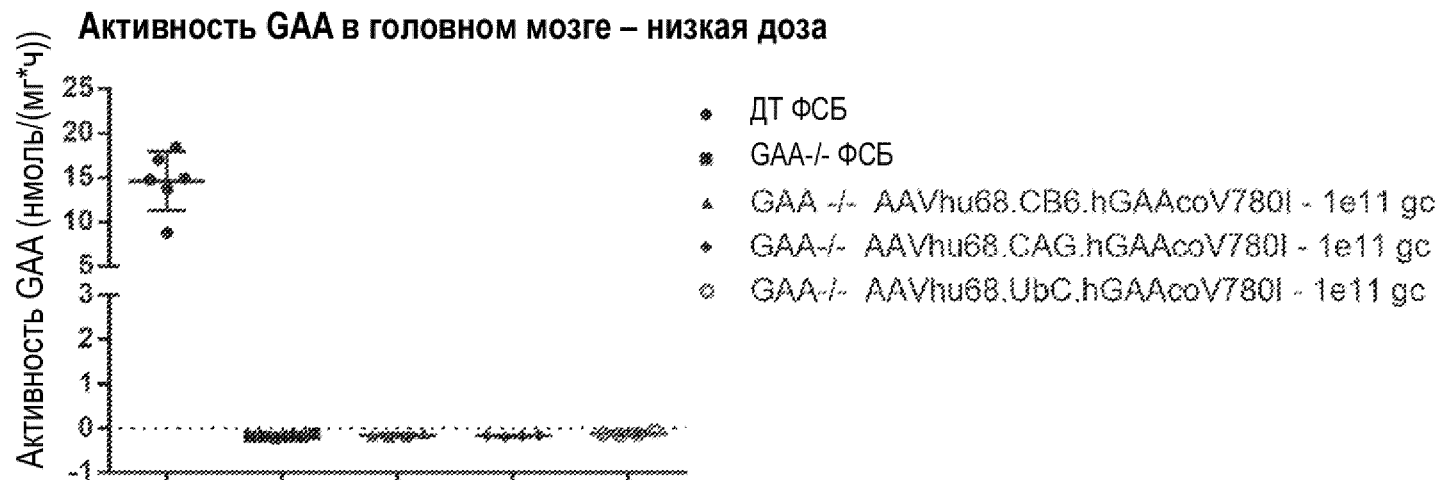 Активность GAA в головном мозге – низкая доза
Активность GAA (нмоль/(мг*ч))
25
20
15
10
5
3
2
1
0
-1
ДТ ФСБ
GAA-/- ФСБ
GAA -/- AAVhu68.CB6.hGAAcoV780I - 1e11 gc
GAA-/- AAVhu68.CAG.hGAAcoV780I - 1e11 gc
GAA-/- AAVhu68.UbC.hGAAcoV780I - 1e11 gc